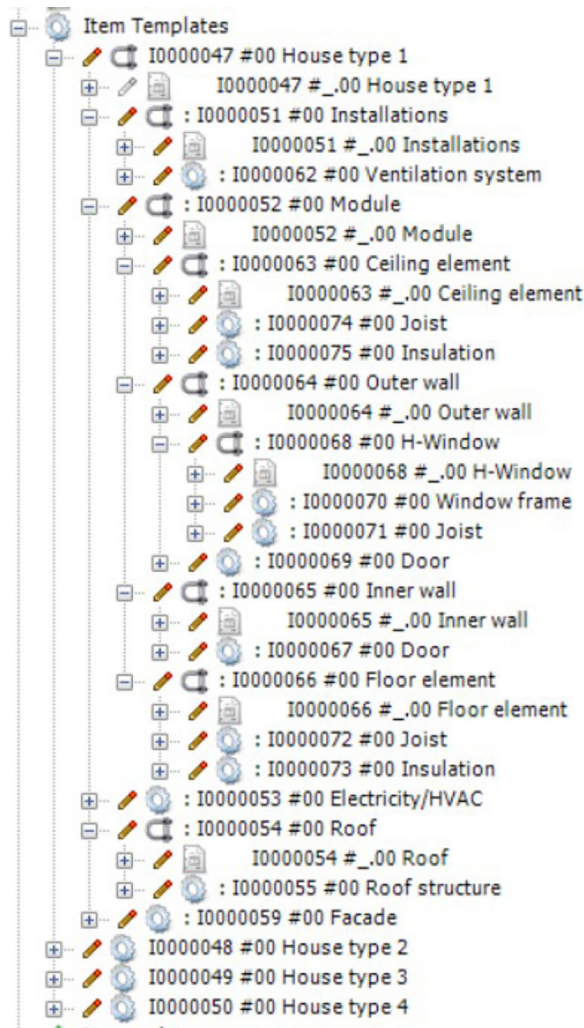 Item Templates
I0000047 #00 House type 1
I0000047 #_.00 House type 1
: I0000051 #00 Installations
I0000051 #_.00 Installations
: I0000062 #00 Ventilation system
: I0000052 #00 Module
I0000052 #_.00 Module
: I0000063 #00 Ceiling element
I0000063 #_.00 Ceiling element
: I0000074 #00 Joist
: I0000075 #00 Insulation
: I0000064 #00 Outer wall
I0000064 #_.00 Outer wall
: I0000068 #00 H-Window
I0000068 #_.00 H-Window
: I0000070 #00 Window frame
: I0000071 #00 Joist
: I0000069 #00 Door
: I0000065 #00 Inner wall
I0000065 #_.00 Inner wall
: I0000067 #00 Door
: I0000066 #00 Floor element
I0000066 #_.00 Floor element
: I0000072 #00 Joist
: I0000073 #00 Insulation
: I0000053 #00 Electricity/HVAC
: I0000054 #00 Roof
I0000054 #_.00 Roof
: I0000055 #00 Roof structure
: I0000059 #00 Facade
I0000048 #00 House type 2
I0000049 #00 House type 3
I0000050 #00 House type 4